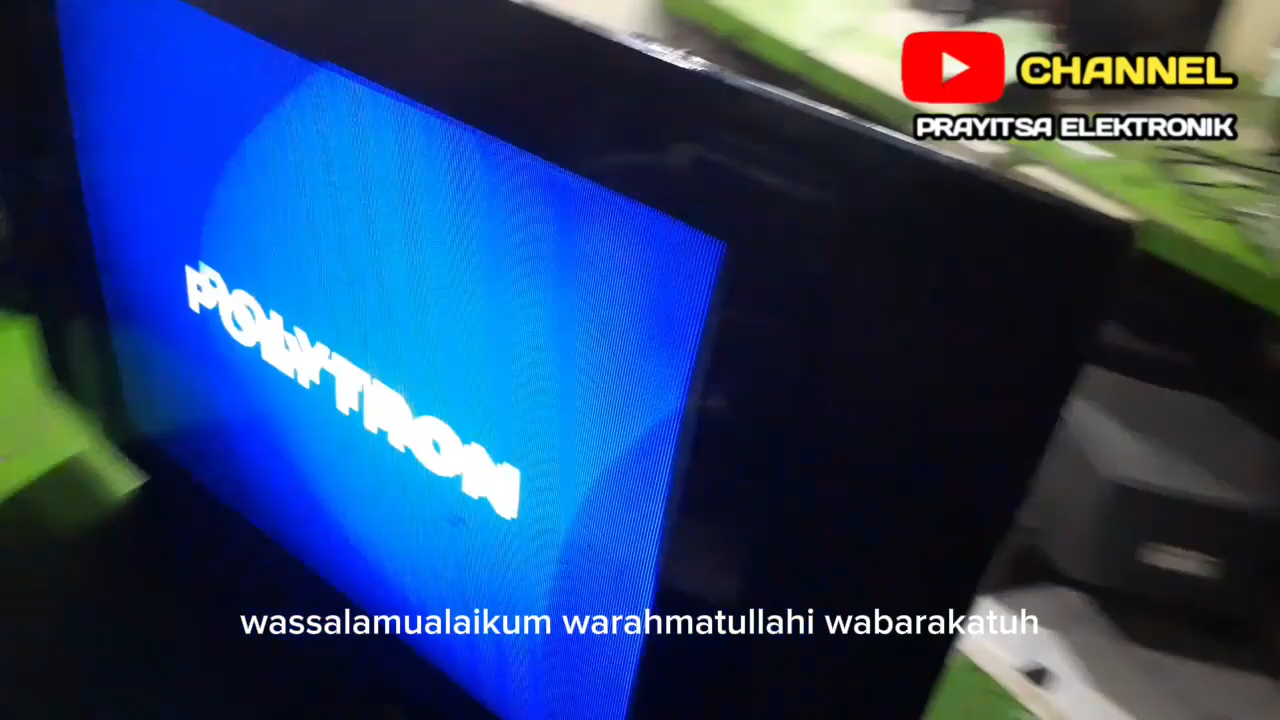 CHANNEL
PRAYITSA ELEKTRONIK
POLYTRON
wassalamualaikum warahmatullahi wabarakatuh